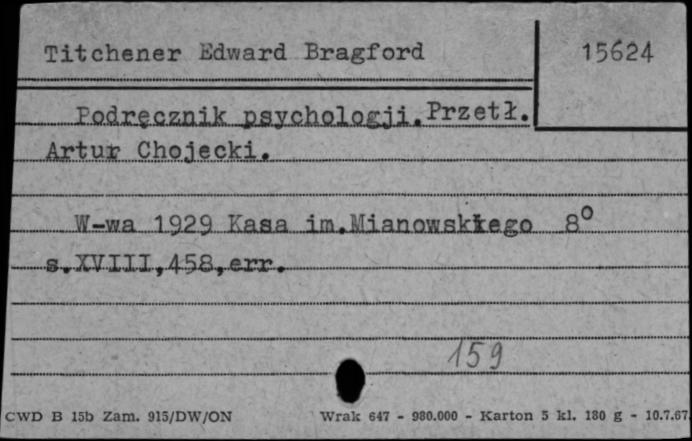 Titchener Edward Bragford
15624
Podręcznik psychologji. Przetł.
Artur Chojecki.
W-wa 1929 Kasa im.Mianowskiego 8°
s.XVIII,458,err.
159
CWD B 15b Zam. 915/DW/ON Wrak 647 - 980.000 - Karton 5 kl. 180 g - 10.7.67.